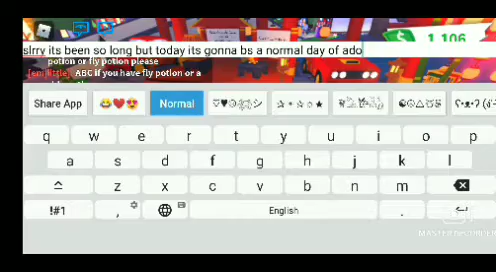 1,106
slrry its been so long but today its gonna bs a normal day of ado
potion or fly potion please
ABC if you have fly potion or a
Share App
Normal
q w e r t y u i o p
a s d f g h j k l
z x c v b n m
!#1 , English .